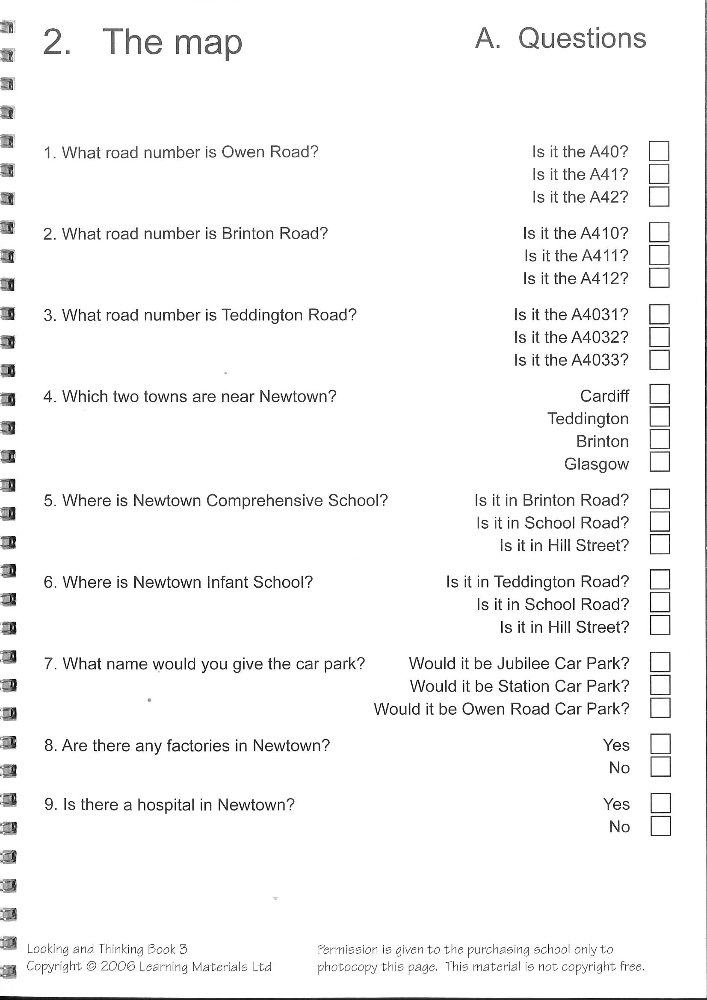 2. The map
A. Questions
1. What road number is Owen Road?
Is it the A40?
Is it the A41?
Is it the A42?
2. What road number is Brinton Road?
Is it the A410?
Is it the A411?
Is it the A412?
3. What road number is Teddington Road?
Is it the A4031?
Is it the A4032?
Is it the A4033?
4. Which two towns are near Newtown?
Cardiff
Teddington
Brinton
Glasgow
5. Where is Newtown Comprehensive School?
Is it in Brinton Road?
Is it in School Road?
Is it in Hill Street?
6. Where is Newtown Infant School?
Is it in Teddington Road?
Is it in School Road?
Is it in Hill Street?
7. What name would you give the car park?
Would it be Jubilee Car Park?
Would it be Station Car Park?
Would it be Owen Road Car Park?
8. Are there any factories in Newtown?
Yes
No
9. Is there a hospital in Newtown?
Yes
No
Looking and Thinking Book 3
Copyright © 2006 Learning Materials Ltd
Permission is given to the purchasing school only to
photocopy this page. This material is not copyright free.